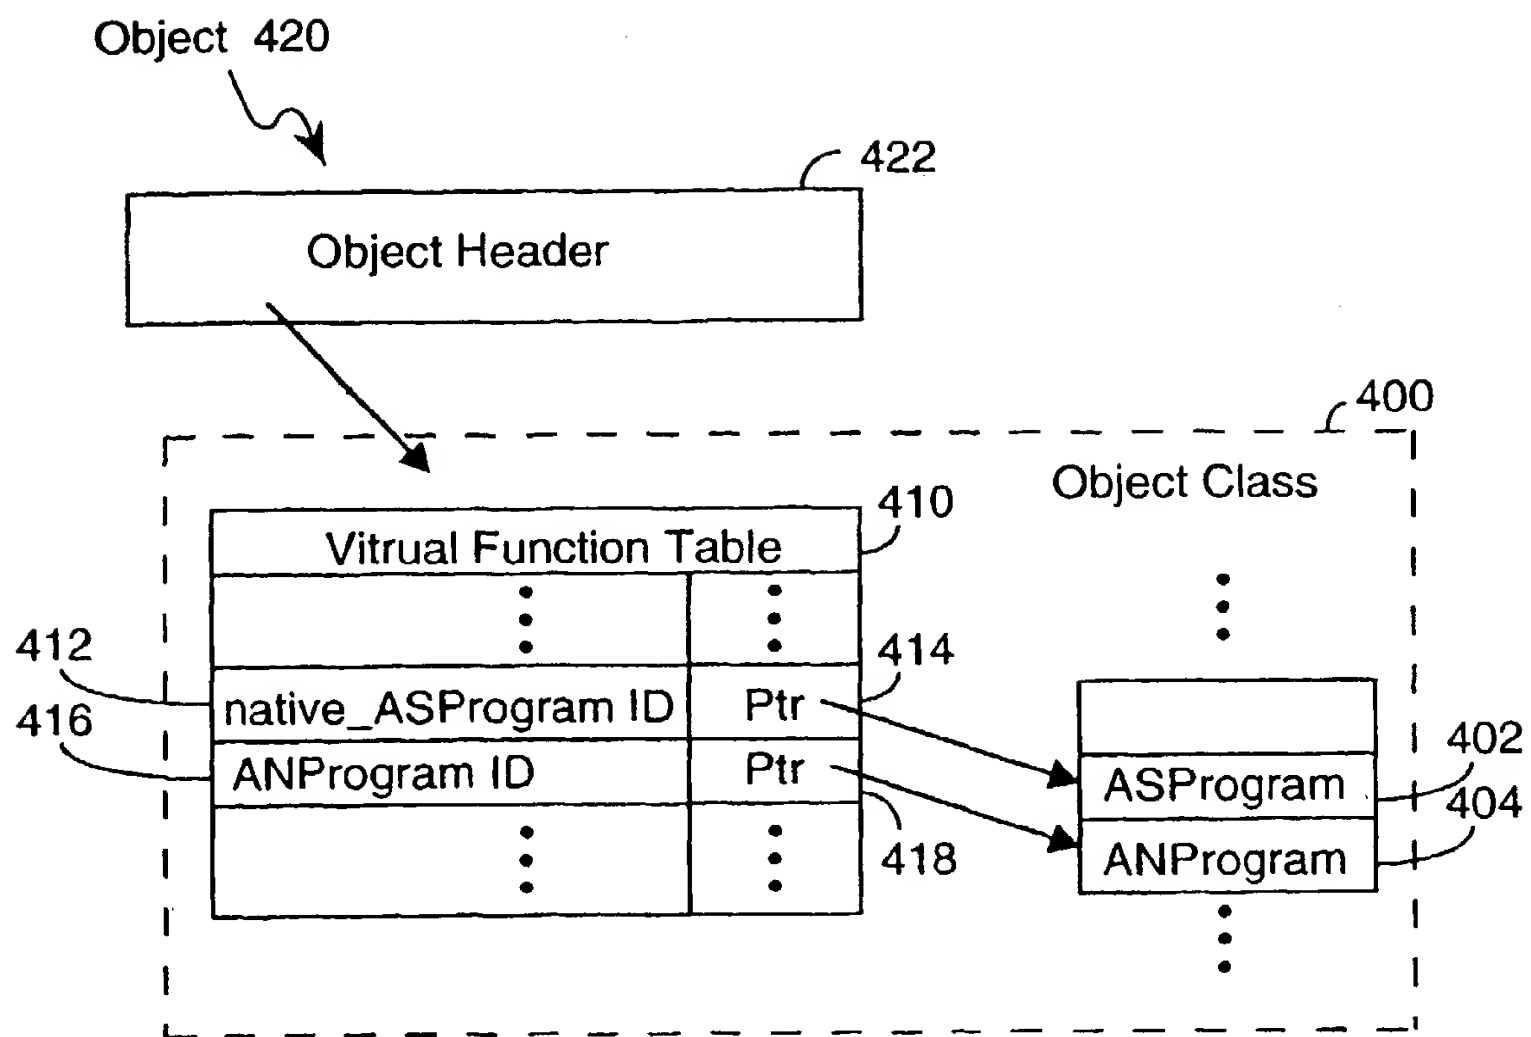 Object 420
422
Object Header
400
Object Class
410
Vitrual Function Table
412
414
native_ASProgram ID
Ptr
416
402
ANProgram ID
Ptr
ASProgram
404
418
ANProgram